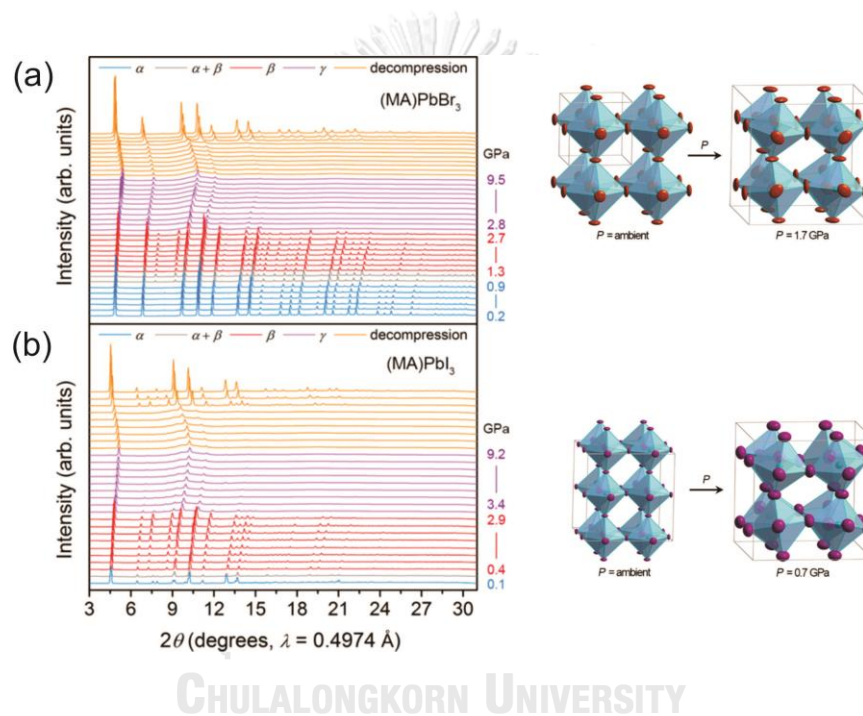 (a)
α α + β β γ decompression
(MA)PbBr₃
Intensity (arb. units)
GPa
9.5
2.8
2.7
1.3
0.9
0.2
P
P = ambient
P = 1.7 GPa
(b)
α α + β β γ decompression
(MA)PbI₃
Intensity (arb. units)
GPa
9.2
3.4
2.9
0.4
0.1
3 6 9 12 15 18 21 24 27 30
2θ (degrees, λ = 0.4974 Å)
P
P = ambient
P = 0.7 GPa
CHULALONGKORN UNIVERSITY